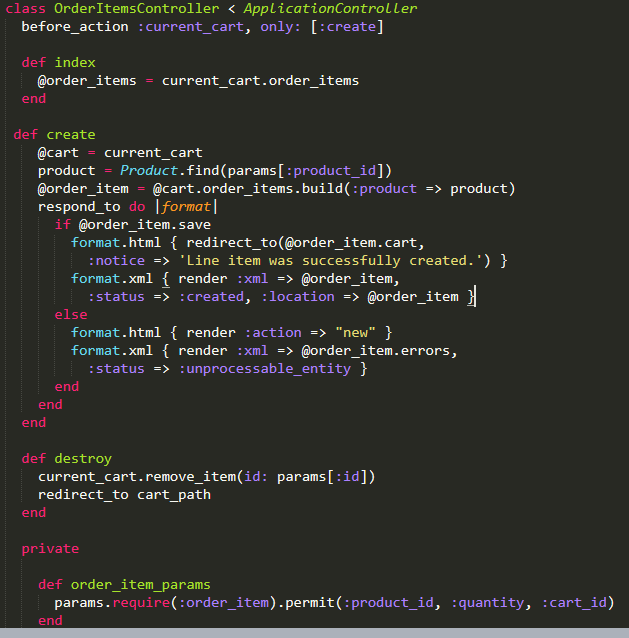 class OrderItemsController < ApplicationController
  before_action :current_cart, only: [:create]
  def index
    @order_items = current_cart.order_items
  end
 def create
    @cart = current_cart
    product = Product.find(params[:product_id])
    @order_item = @cart.order_items.build(:product => product)
    respond_to do |format|
      if @order_item.save
        format.html { redirect_to(@order_item.cart,
          :notice => 'Line item was successfully created.') }
        format.xml { render :xml => @order_item,
          :status => :created, :location => @order_item }
      else
        format.html { render :action => "new" }
        format.xml { render :xml => @order_item.errors,
          :status => :unprocessable_entity }
      end
    end
  end
  def destroy
    current_cart.remove_item(id: params[:id])
    redirect_to cart_path
  end
  private
    def order_item_params
      params.require(:order_item).permit(:product_id, :quantity, :cart_id)
    end